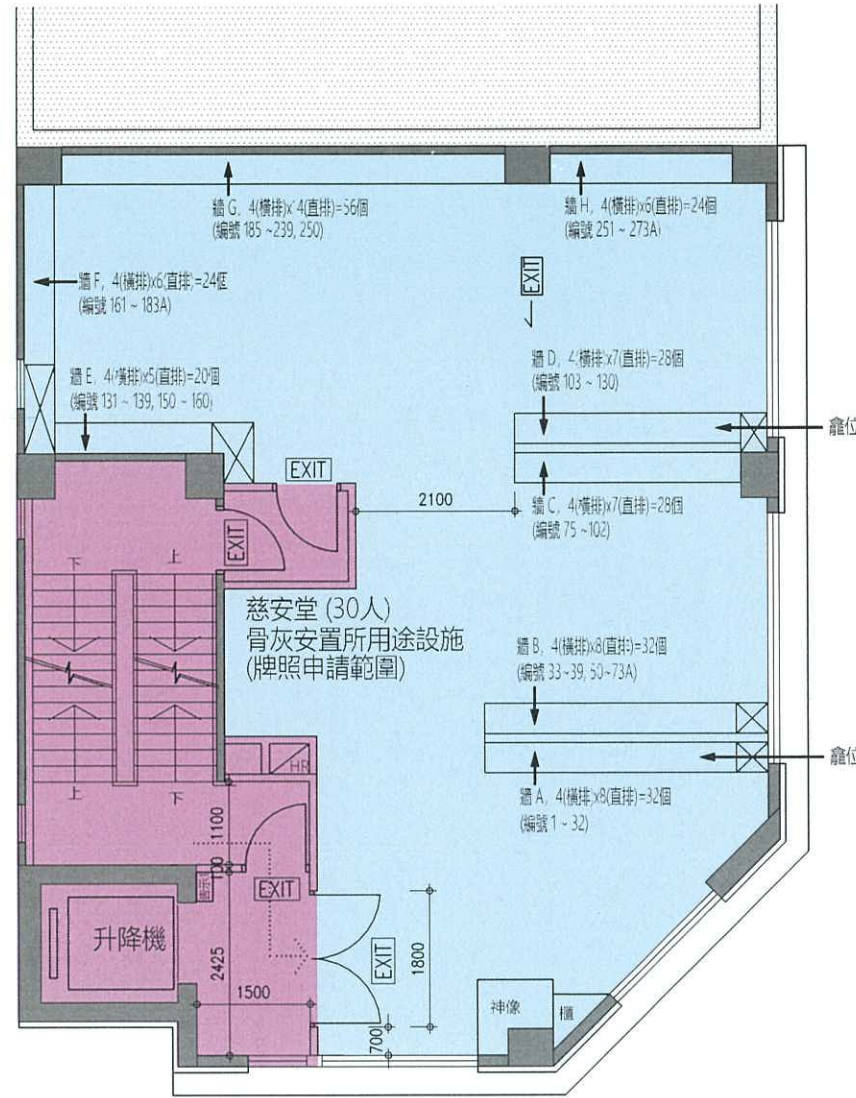 牆 G, 4(橫排)x14(直排)=56個
(編號 185 ~239, 250)
牆 H, 4(橫排)x6(直排)=24個
(編號 251 ~ 273A)
EXIT
牆 F, 4(橫排)x6(直排)=24個
(編號 161 ~ 183A)
牆 E, 4(橫排)x5(直排)=20個
(編號 131 ~ 139, 150 ~ 160)
牆 D, 4(橫排)x7(直排)=28個
(編號 103 ~ 130)
龕位
EXIT
2100
牆 C, 4(橫排)x7(直排)=28個
(編號 75 ~102)
EXIT
下
上
慈安堂 (30人)
骨灰安置所用途設施
(牌照申請範圍)
牆 B, 4(橫排)x8(直排)=32個
(編號 33~39, 50~73A)
龕位
HR
上
下
牆 A, 4(橫排)x8(直排)=32個
(編號 1 ~ 32)
1100
100
EXIT
升降機
2425
1500
EXIT
1800
700
神像
櫃